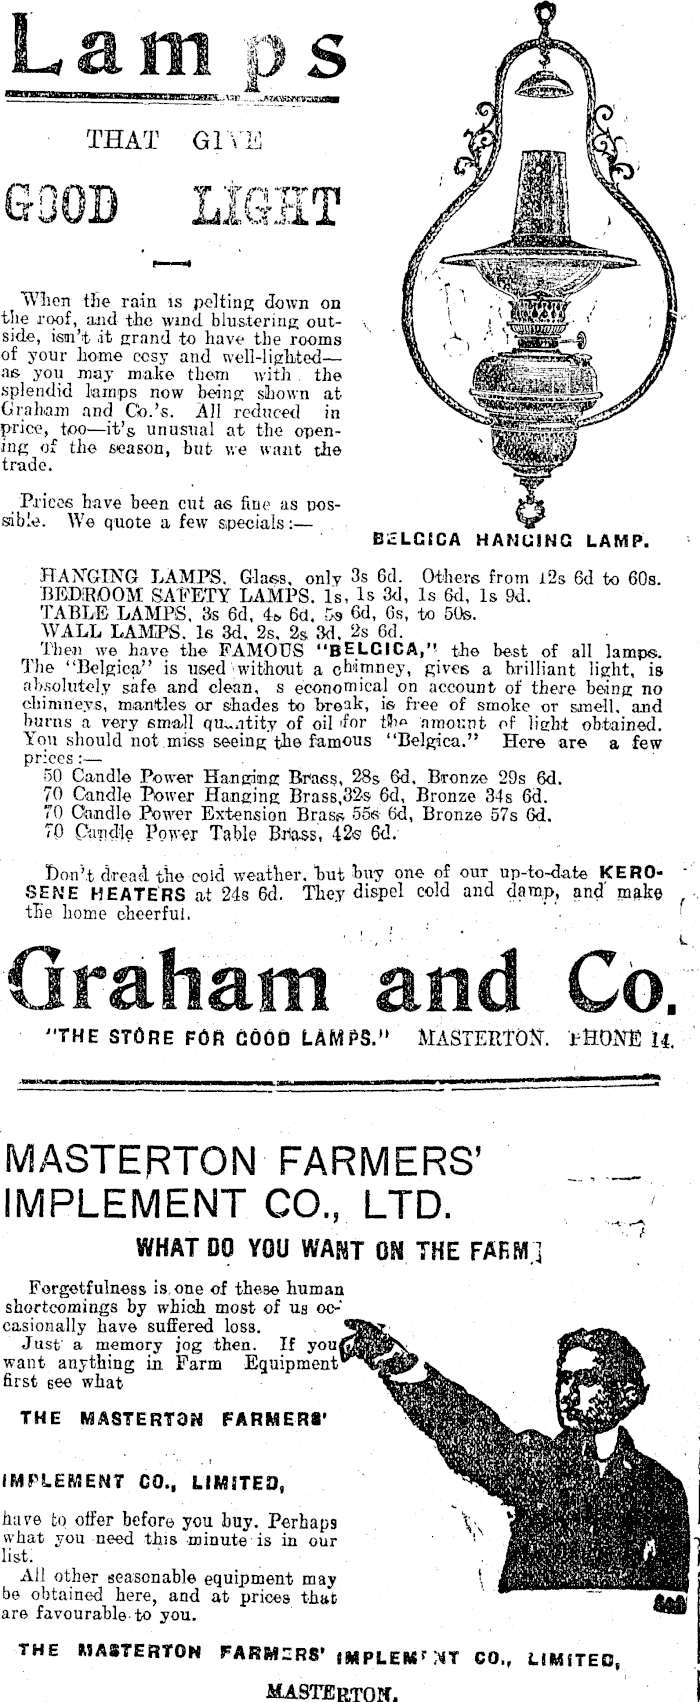 Lamps
THAT GIVE
GOOD LIGHT
When the rain is pelting down on
the roof, and the wind blustering out-
side, isn't it grand to have the rooms
of your home cosy and well-lighted—
as you may make them with the
splendid lamps now being shown at
Graham and Co.'s. All reduced in
price, too—it's unusual at the open-
ing of the season, but we want the
trade.
Prices have been cut as fine as pos-
sible. We quote a few specials:—
BELGICA HANGING LAMP.
HANGING LAMPS, Glass, only 3s 6d. Others from 12s 6d to 60s.
BEDROOM SAFETY LAMPS. 1s, 1s 3d, 1s 6d, 1s 9d.
TABLE LAMPS, 3s 6d, 4s 6d, 5s 6d, 6s, to 50s.
WALL LAMPS, 1s 3d, 2s, 2s 3d, 2s 6d.
Then we have the FAMOUS "BELGICA," the best of all lamps.
The "Belgica" is used without a chimney, gives a brilliant light, is
absolutely safe and clean, s economical on account of there being no
chimneys, mantles or shades to break, is free of smoke or smell, and
burns a very small quantity of oil for the amount of light obtained.
You should not miss seeing the famous "Belgica." Here are a few
prices:—
50 Candle Power Hanging Brass, 28s 6d, Bronze 29s 6d.
70 Candle Power Hanging Brass, 32s 6d, Bronze 34s 6d.
70 Candle Power Extension Brass 55s 6d, Bronze 57s 6d.
70 Candle Power Table Brass, 42s 6d.
Don't dread the cold weather, but buy one of our up-to-date KERO-
SENE HEATERS at 24s 6d. They dispel cold and damp, and make
the home cheerful.
Graham and Co.
"THE STORE FOR GOOD LAMPS." MASTERTON. PHONE 14.
MASTERTON FARMERS'
IMPLEMENT CO., LTD.
WHAT DO YOU WANT ON THE FARM
Forgetfulness is one of these human
shortcomings by which most of us oc-
casionally have suffered loss.
Just a memory jog then. If you
want anything in Farm Equipment
first see what
THE MASTERTON FARMERS'
IMPLEMENT CO., LIMITED,
have to offer before you buy. Perhaps
what you need this minute is in our
list.
All other seasonable equipment may
be obtained here, and at prices that
are favourable to you.
THE MASTERTON FARMERS' IMPLEMENT CO., LIMITED,
MASTERTON.